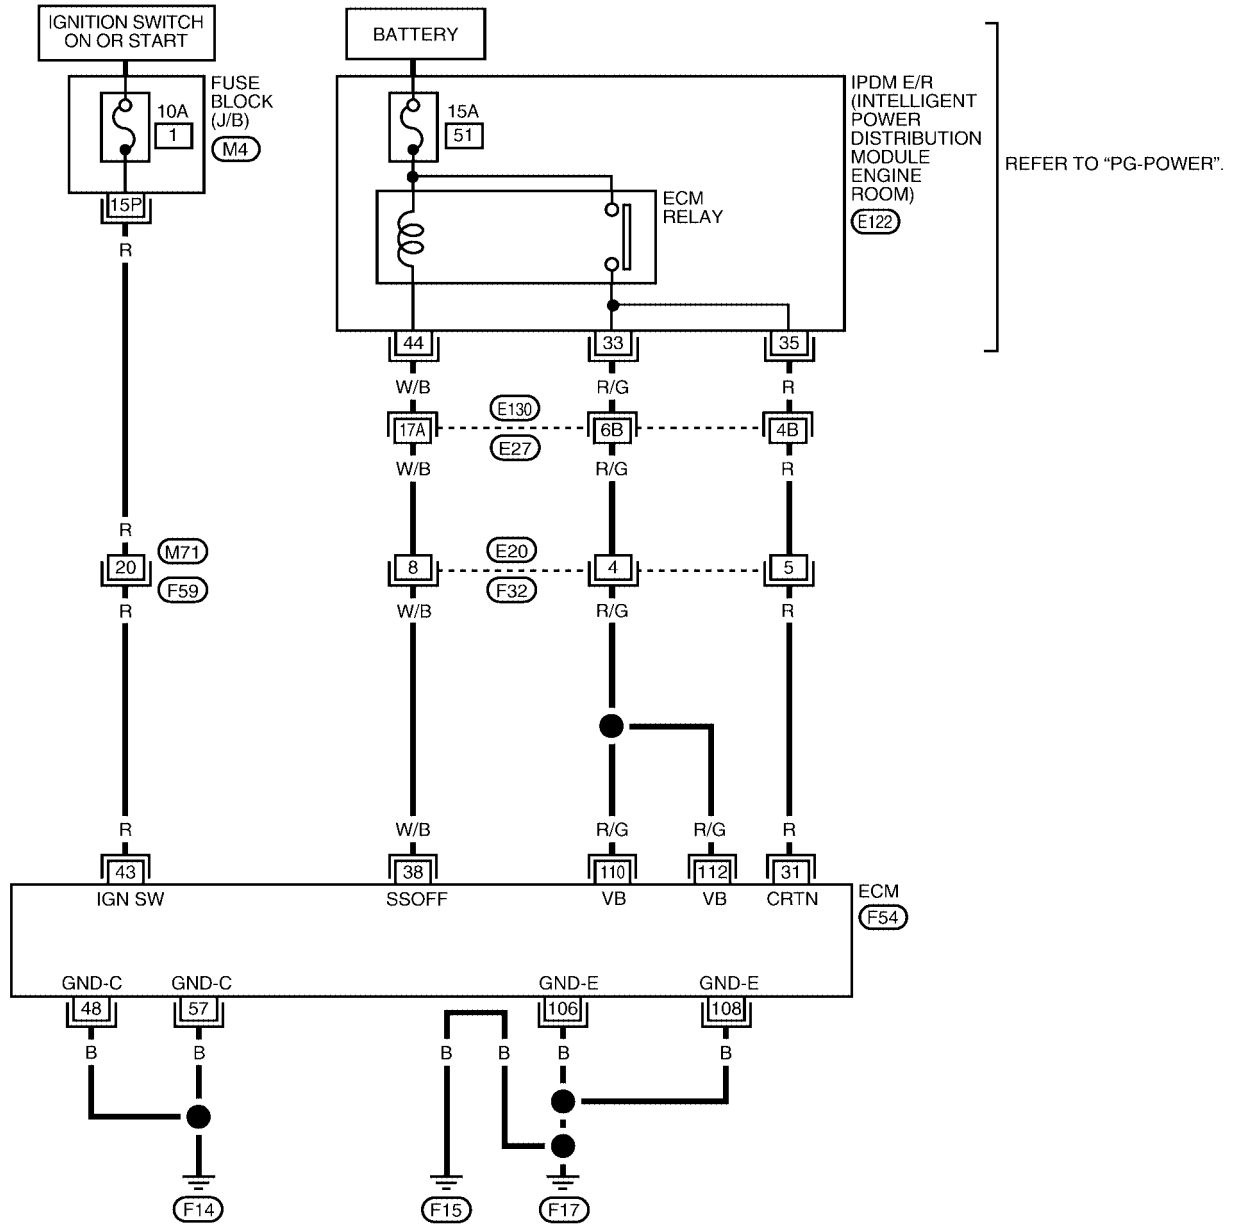 IGNITION SWITCH
ON OR START
BATTERY
FUSE
BLOCK
(J/B)
M4
10A
1
15P
15A
51
ECM
RELAY
IPDM E/R
(INTELLIGENT
POWER
DISTRIBUTION
MODULE
ENGINE
ROOM)
E122
REFER TO “PG-POWER”.
44
33
35
R
W/B
R/G
R
17A
E130
E27
6B
4B
W/B
R/G
R
R
20
M71
F59
8
E20
F32
4
5
R
W/B
R/G
R
R
W/B
R/G
R/G
R
43
38
110
112
31
IGN SW
SSOFF
VB
VB
CRTN
ECM
F54
GND-C
GND-C
GND-E
GND-E
48
57
106
108
B
B
B
B
B
B
F14
F15
F17